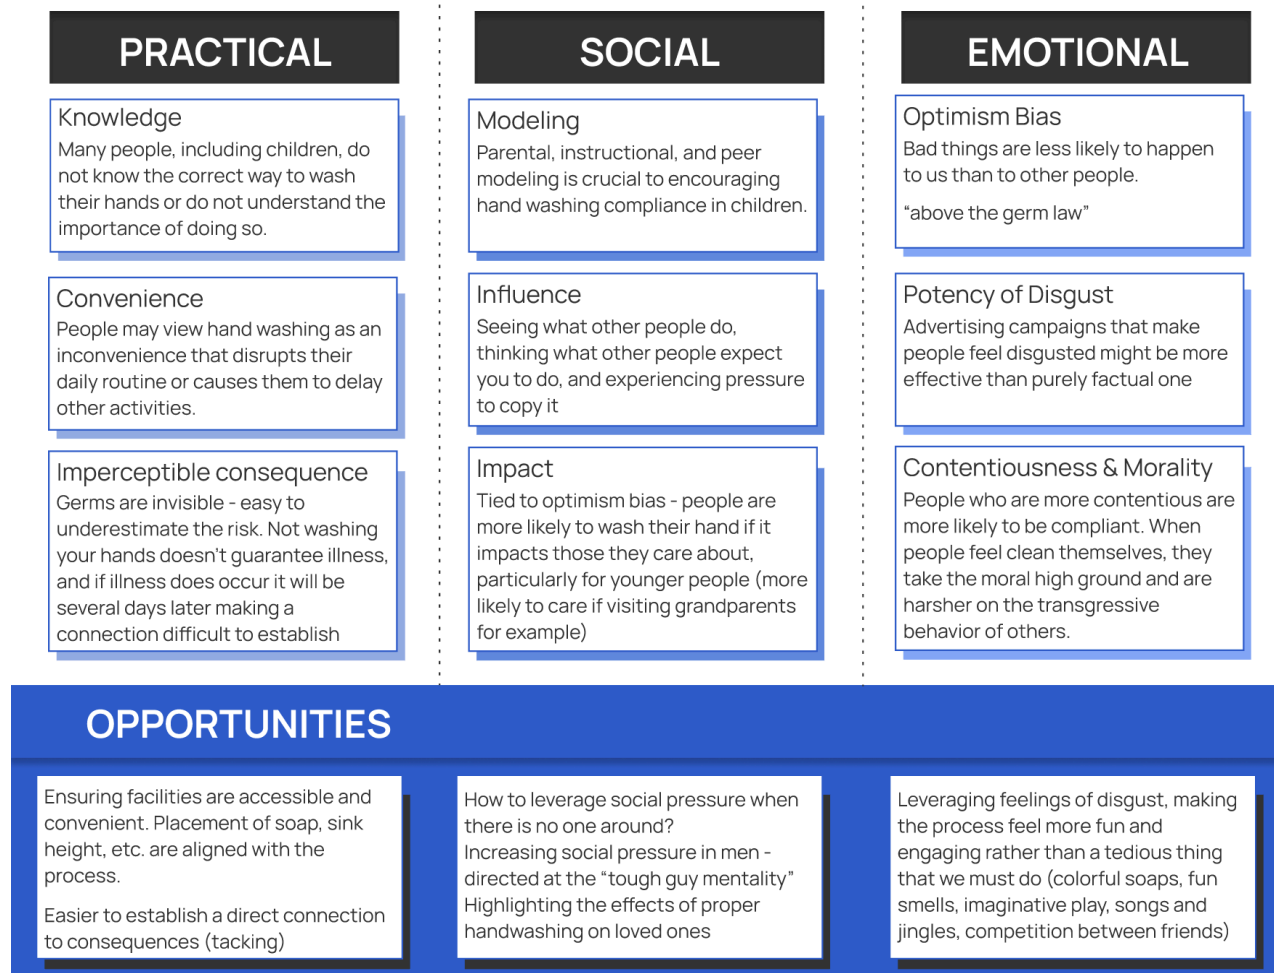 PRACTICAL
Knowledge
Many people, including children, do
not know the correct way to wash
their hands or do not understand the
importance of doing so.
Convenience
People may view hand washing as an
inconvenience that disrupts their
daily routine or causes them to delay
other activities.
Imperceptible consequence
Germs are invisible - easy to
underestimate the risk. Not washing
your hands doesn't guarantee illness,
and if illness does occur it will be
several days later making a
connection difficult to establish
SOCIAL
Modeling
Parental, instructional, and peer
modeling is crucial to encouraging
hand washing compliance in children.
Influence
Seeing what other people do,
thinking what other people expect
you to do, and experiencing pressure
to copy it
Impact
Tied to optimism bias - people are
more likely to wash their hand if it
impacts those they care about,
particularly for younger people (more
likely to care if visiting grandparents
for example)
EMOTIONAL
Optimism Bias
Bad things are less likely to happen
to us than to other people.
“above the germ law”
Potency of Disgust
Advertising campaigns that make
people feel disgusted might be more
effective than purely factual one
Contentiousness & Morality
People who are more contentious are
more likely to be compliant. When
people feel clean themselves, they
take the moral high ground and are
harsher on the transgressive
behavior of others.
OPPORTUNITIES
Ensuring facilities are accessible and
convenient. Placement of soap, sink
height, etc. are aligned with the
process.
Easier to establish a direct connection
to consequences (tacking)
How to leverage social pressure when
there is no one around?
Increasing social pressure in men -
directed at the “tough guy mentality”
Highlighting the effects of proper
handwashing on loved ones
Leveraging feelings of disgust, making
the process feel more fun and
engaging rather than a tedious thing
that we must do (colorful soaps, fun
smells, imaginative play, songs and
jingles, competition between friends)